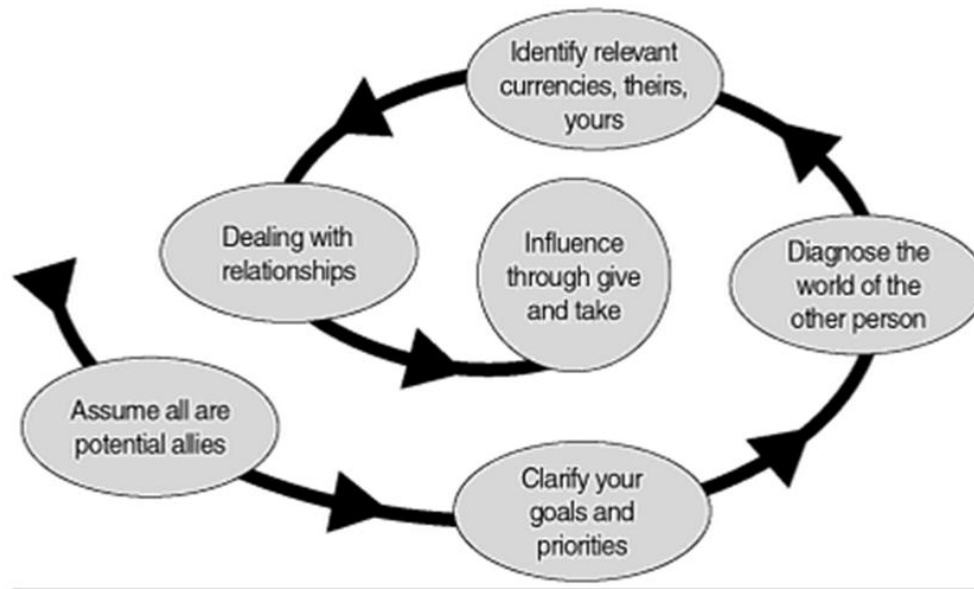 Identify relevant
currencies, theirs,
yours
Dealing with
relationships
Influence
through give
and take
Diagnose the
world of the
other person
Assume all are
potential allies
Clarify your
goals and
priorities